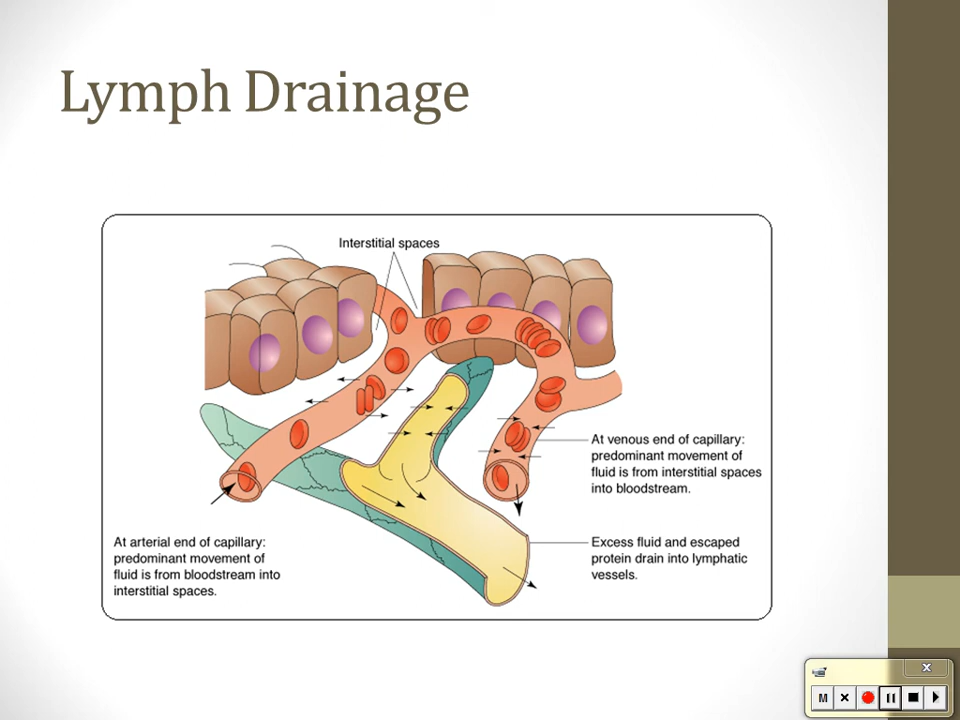 Lymph Drainage
Interstitial spaces
At venous end of capillary:
predominant movement of
fluid is from interstitial spaces
into bloodstream.
At arterial end of capillary:
predominant movement of
fluid is from bloodstream into
interstitial spaces.
Excess fluid and escaped
protein drain into lymphatic
vessels.
M